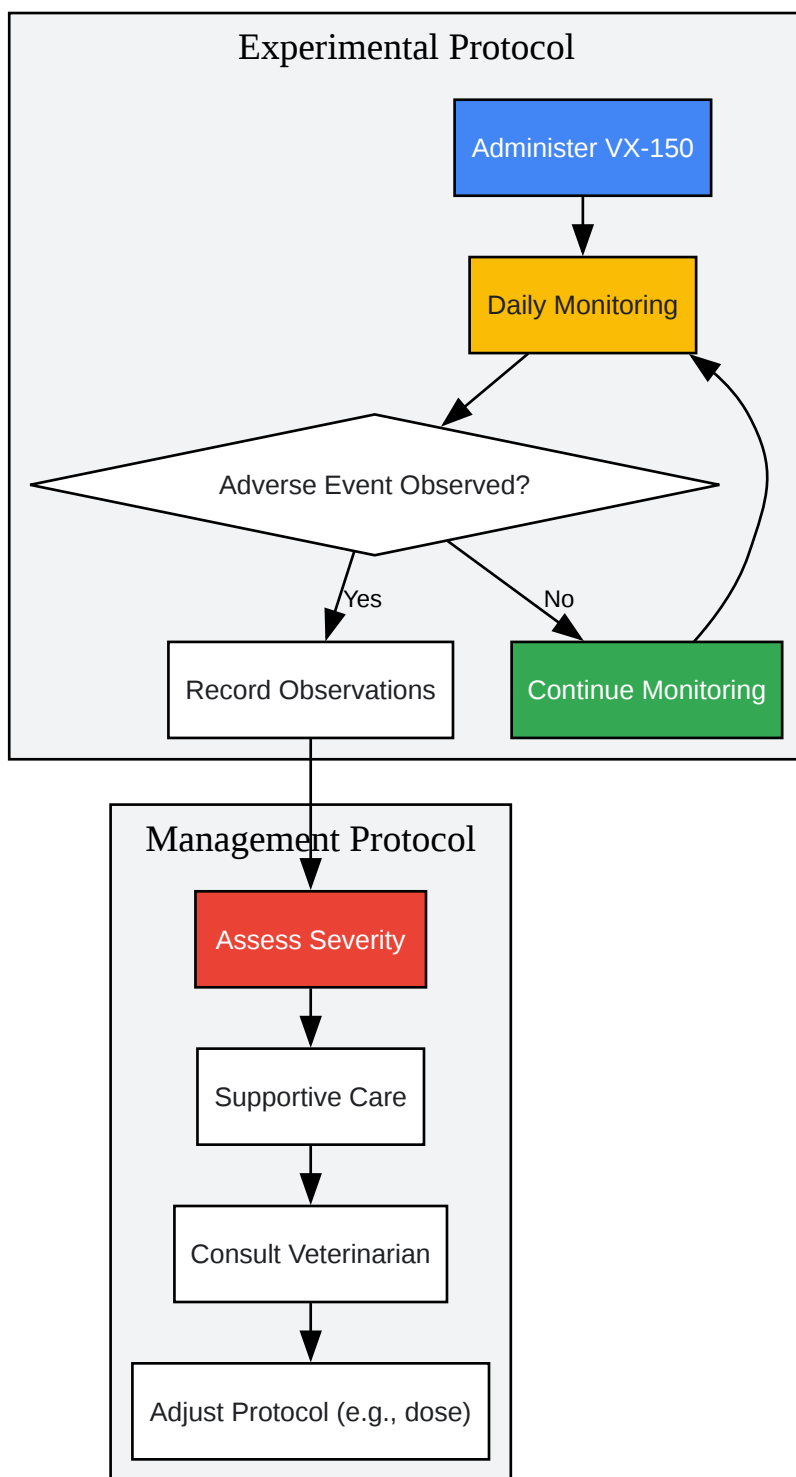 Experimental Protocol
Administer VX-150
Daily Monitoring
Adverse Event Observed?
Yes
No
Record Observations
Continue Monitoring
Management Protocol
Assess Severity
Supportive Care
Consult Veterinarian
Adjust Protocol (e.g., dose)